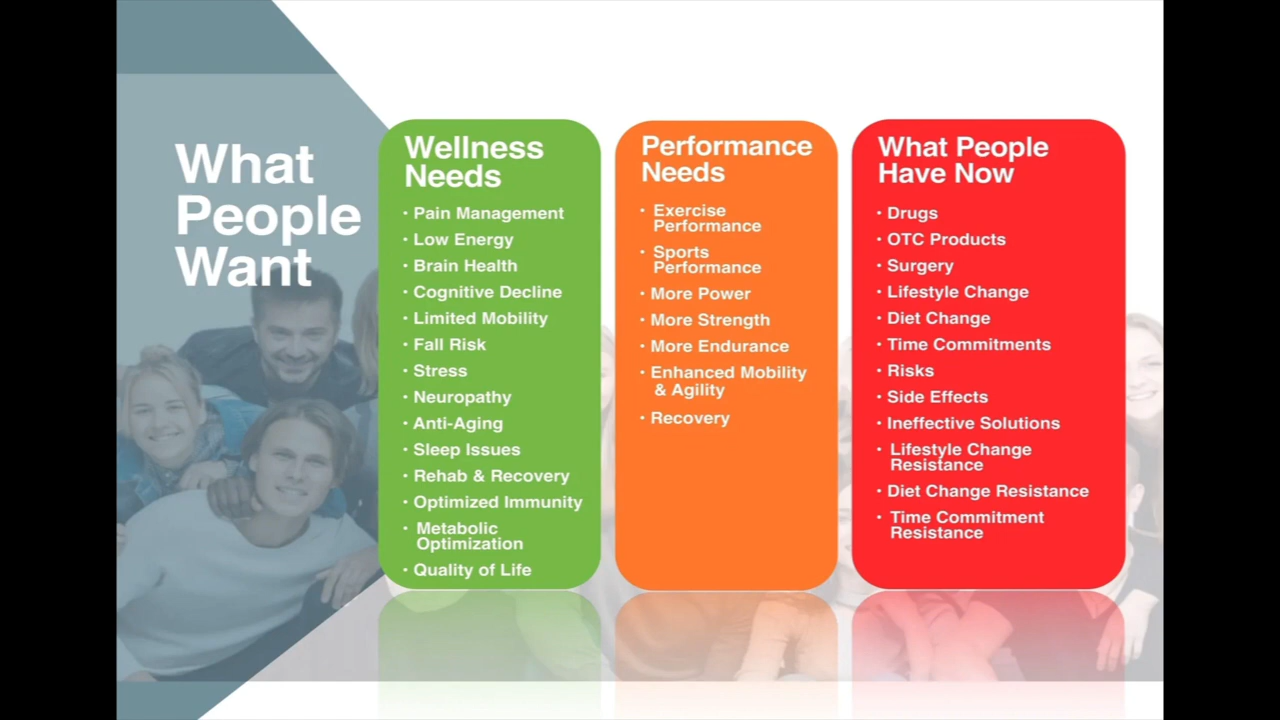 What
People
Want
Wellness
Needs
• Pain Management
• Low Energy
• Brain Health
• Cognitive Decline
• Limited Mobility
• Fall Risk
• Stress
• Neuropathy
• Anti-Aging
• Sleep Issues
• Rehab & Recovery
• Optimized Immunity
• Metabolic
Optimization
• Quality of Life
Performance
Needs
• Exercise
Performance
• Sports
Performance
• More Power
• More Strength
• More Endurance
• Enhanced Mobility
& Agility
• Recovery
What People
Have Now
• Drugs
• OTC Products
• Surgery
• Lifestyle Change
• Diet Change
• Time Commitments
• Risks
• Side Effects
• Ineffective Solutions
• Lifestyle Change
Resistance
• Diet Change Resistance
• Time Commitment
Resistance